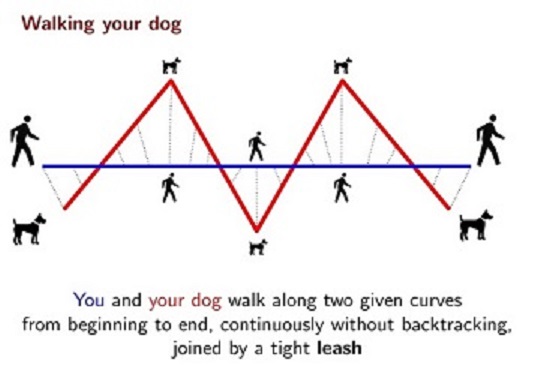 Walking your dog
You and your dog walk along two given curves
from beginning to end, continuously without backtracking,
joined by a tight leash